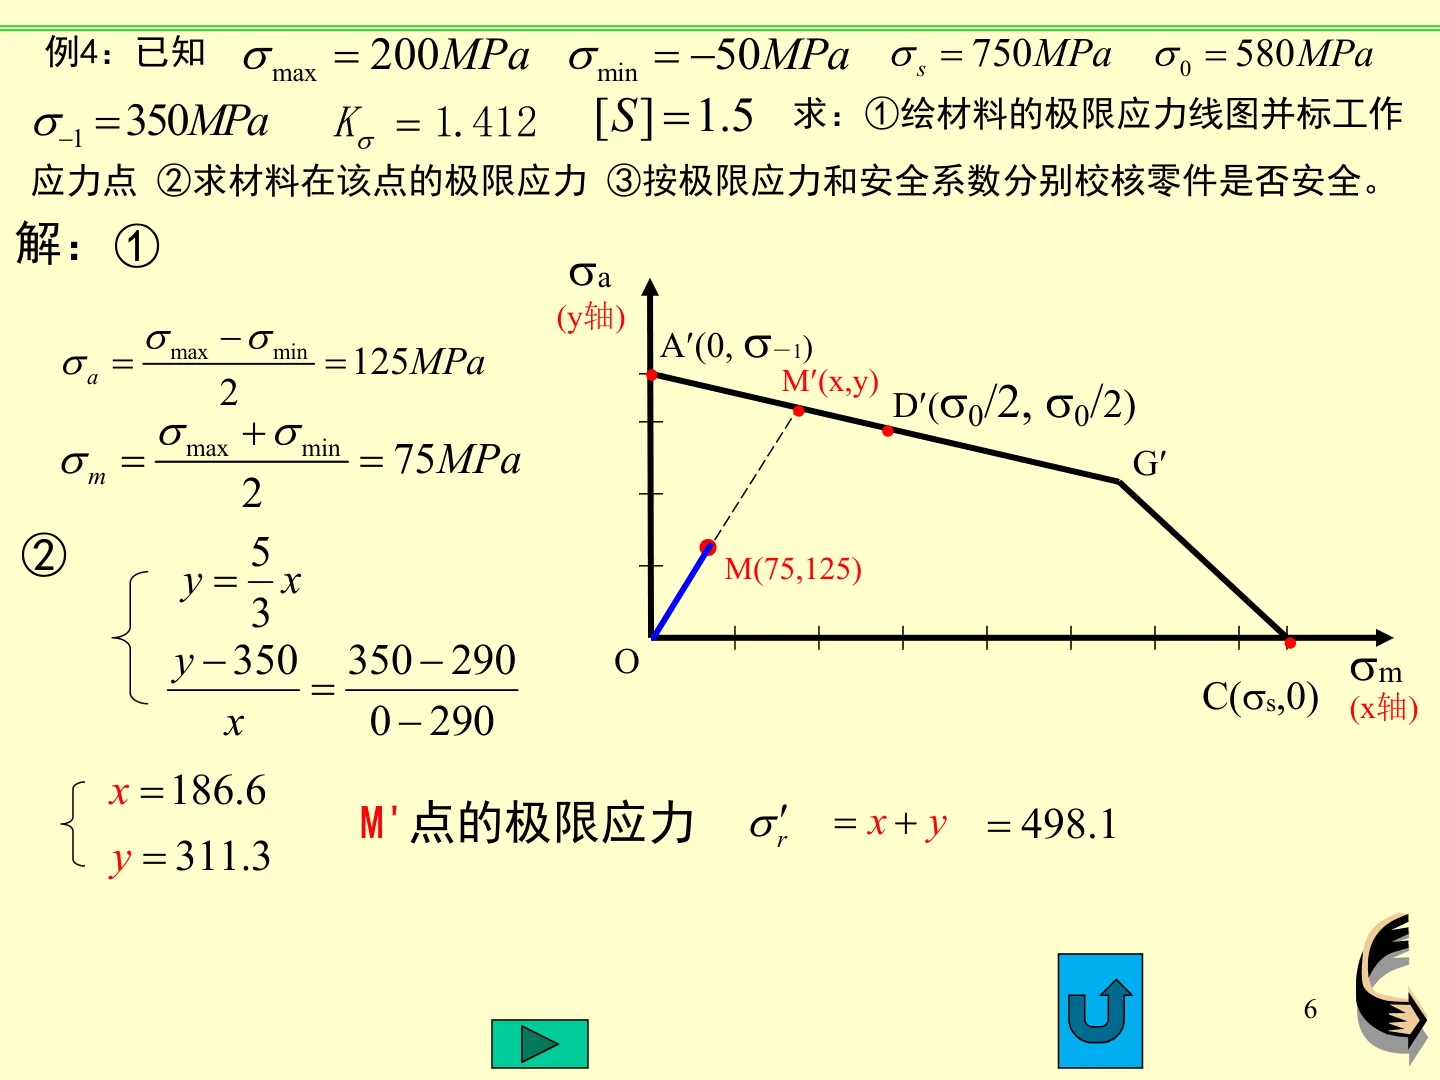 例4：已知 σmax = 200MPa σmin = −50MPa σs = 750MPa σ0 = 580MPa
σ−1 = 350MPa Kσ = 1.412 [S] = 1.5 求：①绘材料的极限应力线图并标工作
应力点 ②求材料在该点的极限应力 ③按极限应力和安全系数分别校核零件是否安全。
解：①
σa = (σmax − σmin)/2 = 125MPa
σm = (σmax + σmin)/2 = 75MPa
②
y = 5/3 x
(y − 350)/x = (350 − 290)/(0 − 290)
x = 186.6
y = 311.3
σa
(y轴)
A′(0, σ−1)
M′(x,y)
D′(σ0/2, σ0/2)
G′
M(75,125)
O
C(σs,0)
σm
(x轴)
M'点的极限应力 σ′r = x + y = 498.1
6